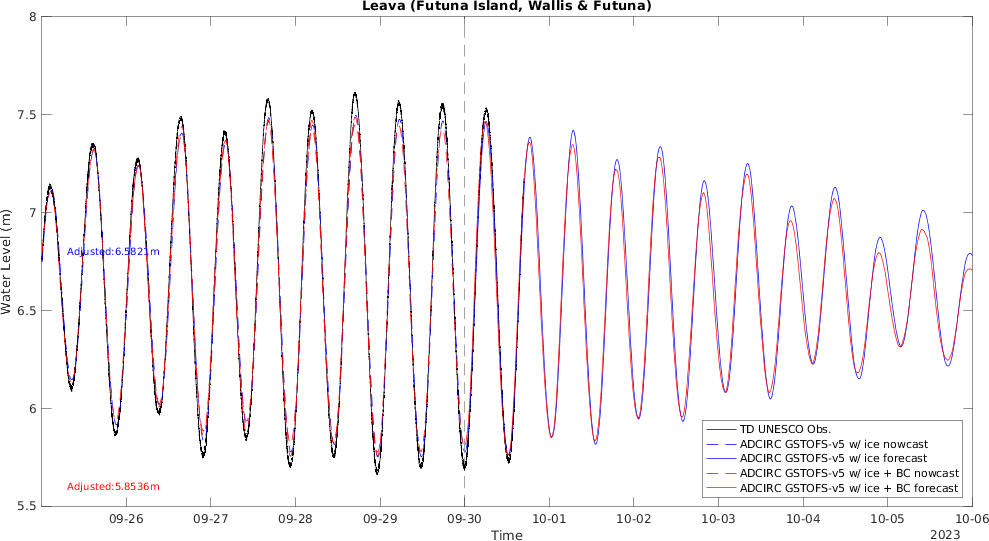 Leava (Futuna Island, Wallis & Futuna)
8
7.5
7
6.5
6
5.5
Water Level (m)
Adjusted:6.5821m
Adjusted:5.8536m
TD UNESCO Obs.
ADCIRC GSTOFS-v5 w/ ice nowcast
ADCIRC GSTOFS-v5 w/ ice forecast
ADCIRC GSTOFS-v5 w/ ice + BC nowcast
ADCIRC GSTOFS-v5 w/ ice + BC forecast
09-26 09-27 09-28 09-29 09-30 10-01 10-02 10-03 10-04 10-05 10-06
Time
2023